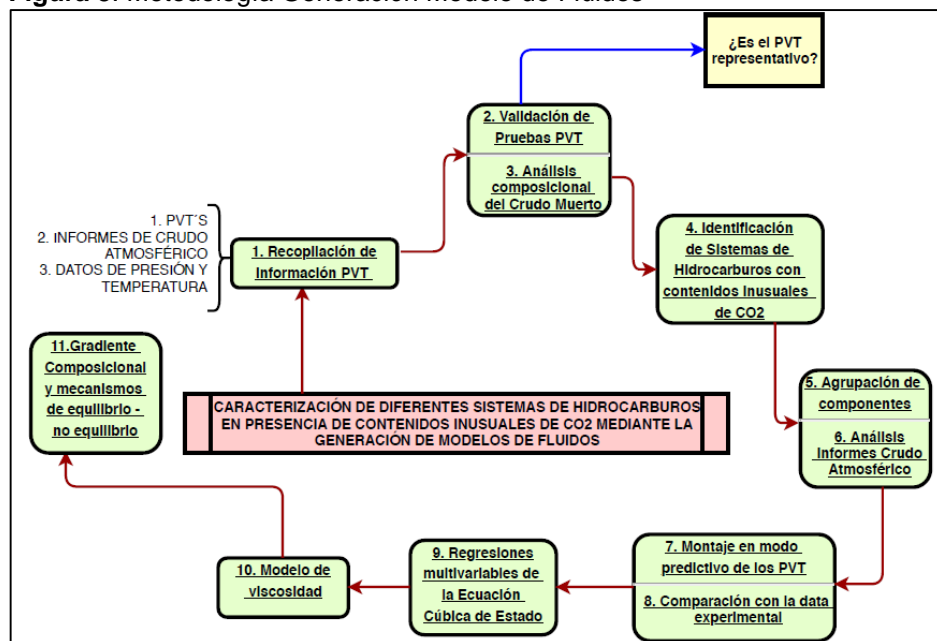 Figura 3. Metodología Generación Modelo de Fluidos
¿Es el PVT
representativo?
2. Validación de
Pruebas PVT
3. Análisis
composicional
del Crudo Muerto
1. PVT´S
2. INFORMES DE CRUDO
ATMOSFÉRICO
3. DATOS DE PRESIÓN Y
TEMPERATURA
1. Recopilación de
Información PVT
4. Identificación
de Sistemas de
Hidrocarburos con
contenidos Inusuales
de CO2
11.Gradiente
Composicional
y mecanismos
de equilibrio -
no equilibrio
CARACTERIZACIÓN DE DIFERENTES SISTEMAS DE HIDROCARBUROS
EN PRESENCIA DE CONTENIDOS INUSUALES DE CO2 MEDIANTE LA
GENERACIÓN DE MODELOS DE FLUIDOS
5. Agrupación de
componentes
6. Análisis
Informes Crudo
Atmosférico
7. Montaje en modo
predictivo de los PVT
8. Comparación con la data
experimental
9. Regresiones
multivariables de
la Ecuación
Cúbica de Estado
10. Modelo de
viscosidad